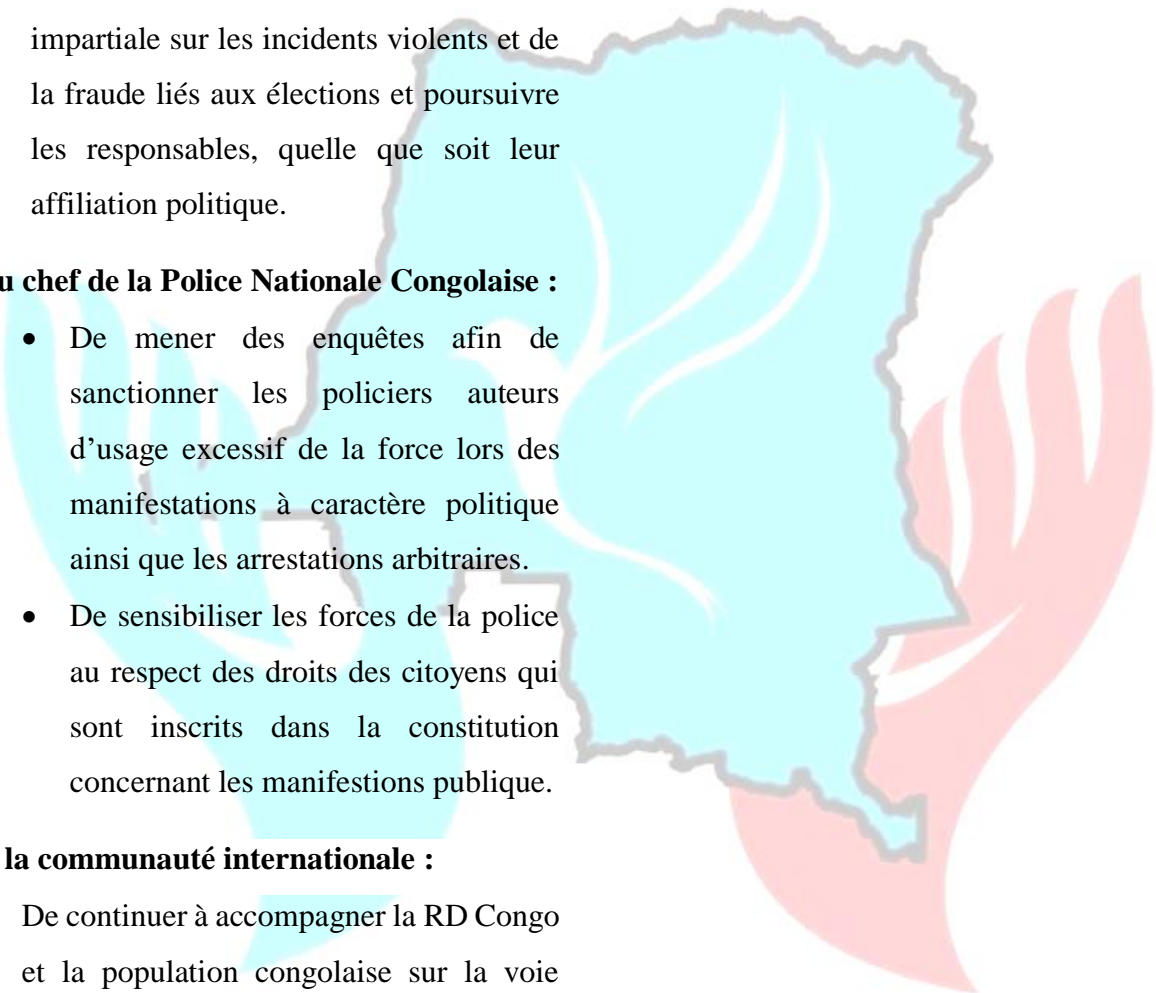 impartiale sur les incidents violents et de
la fraude liés aux élections et poursuivre
les responsables, quelle que soit leur
affiliation politique.
u chef de la Police Nationale Congolaise :
• De mener des enquêtes afin de
sanctionner les policiers auteurs
d’usage excessif de la force lors des
manifestations à caractère politique
ainsi que les arrestations arbitraires.
• De sensibiliser les forces de la police
au respect des droits des citoyens qui
sont inscrits dans la constitution
concernant les manifestions publique.
la communauté internationale :
De continuer à accompagner la RD Congo
et la population congolaise sur la voie